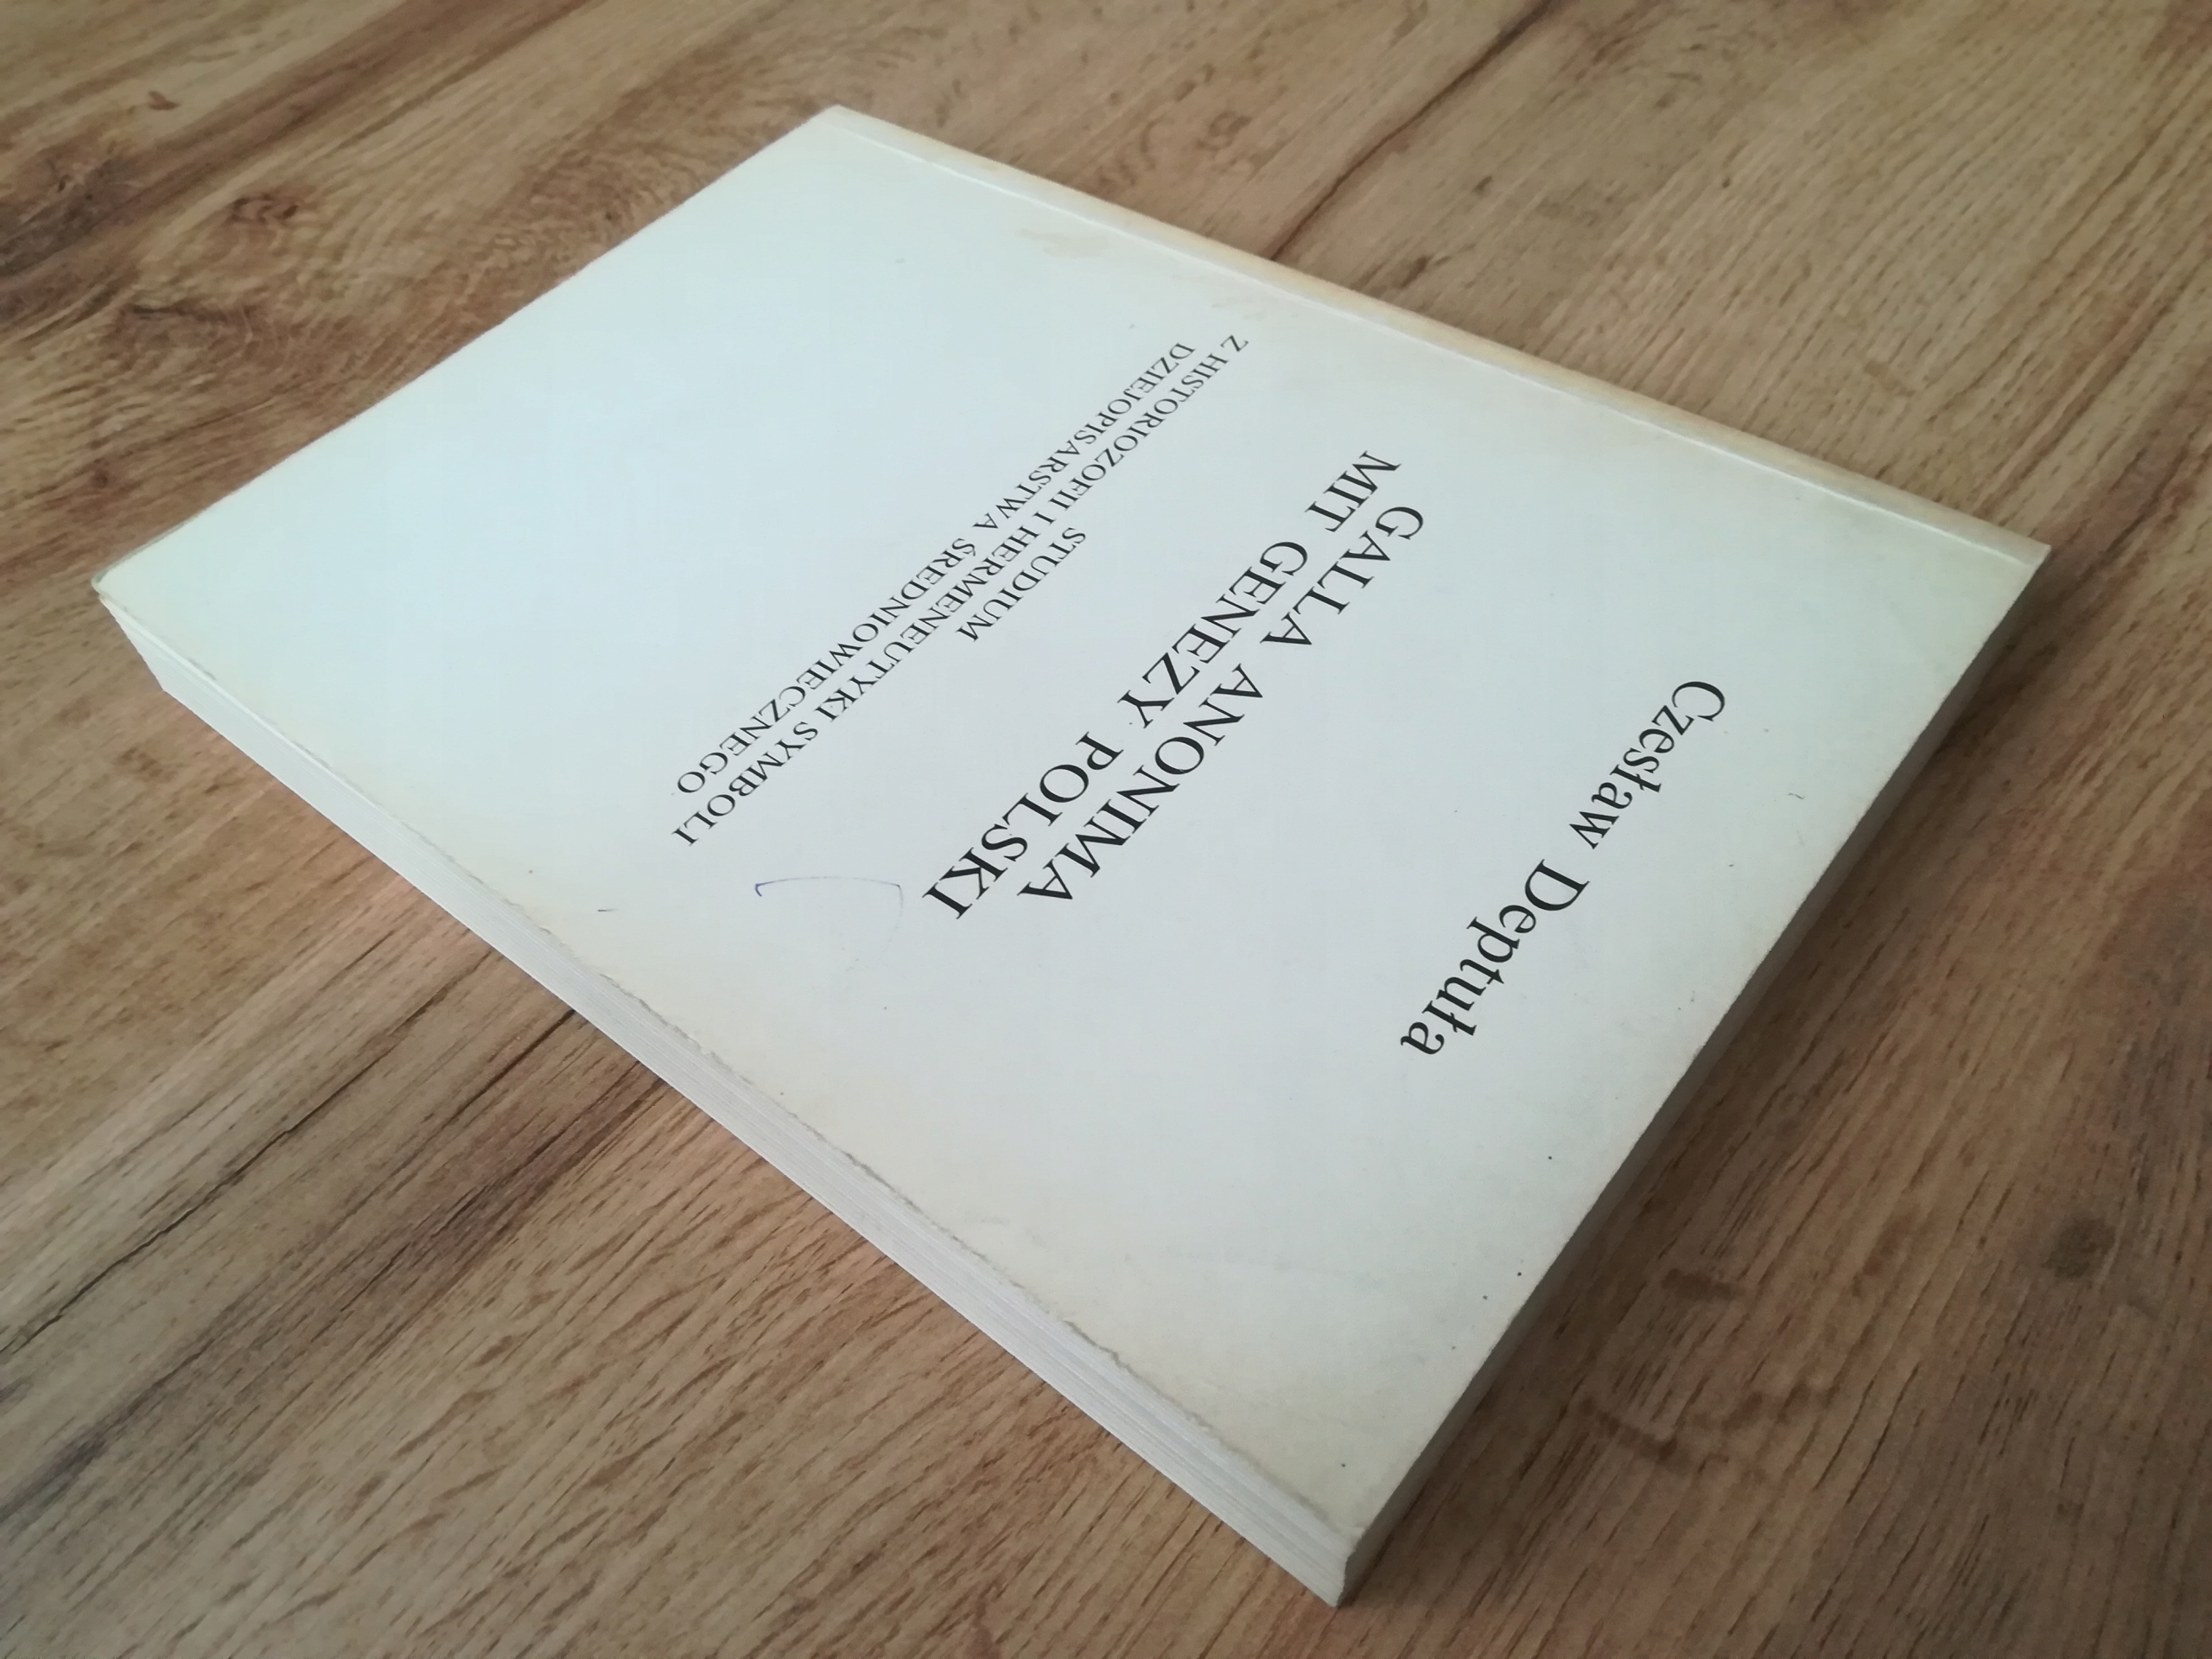 Czesław Deptuła
GALLA ANONIMA
MIT GENEZY POLSKI
STUDIUM
Z HISTORIOZOFII I HERMENEUTYKI SYMBOLI
DZIEJOPISARSTWA ŚREDNIOWIECZNEGO